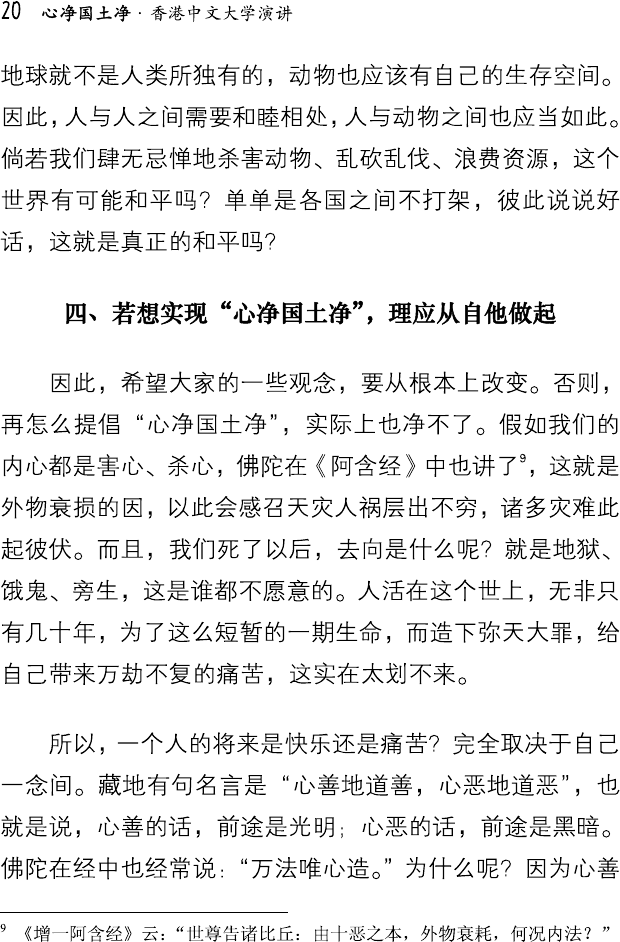 20 心净国土净·香港中文大学演讲
地球就不是人类所独有的，动物也应该有自己的生存空间。
因此，人与人之间需要和睦相处，人与动物之间也应当如此。
倘若我们肆无忌惮地杀害动物、乱砍乱伐、浪费资源，这个
世界有可能和平吗？单单是各国之间不打架，彼此说说好
话，这就是真正的和平吗？
四、若想实现“心净国土净”，理应从自他做起
因此，希望大家的一些观念，要从根本上改变。否则，
再怎么提倡“心净国土净”，实际上也净不了。假如我们的
内心都是害心、杀心，佛陀在《阿含经》中也讲了⁹，这就是
外物衰损的因，以此会感召天灾人祸层出不穷，诸多灾难此
起彼伏。而且，我们死了以后，去向是什么呢？就是地狱、
饿鬼、旁生，这是谁都不愿意的。人活在这个世上，无非只
有几十年，为了这么短暂的一期生命，而造下弥天大罪，给
自己带来万劫不复的痛苦，这实在太划不来。
所以，一个人的将来是快乐还是痛苦？完全取决于自己
一念间。藏地有句名言是“心善地道善，心恶地道恶”，也
就是说，心善的话，前途是光明；心恶的话，前途是黑暗。
佛陀在经中也经常说：“万法唯心造。”为什么呢？因为心善
⁹ 《增一阿含经》云：“世尊告诸比丘：由十恶之本，外物衰耗，何况内法？”